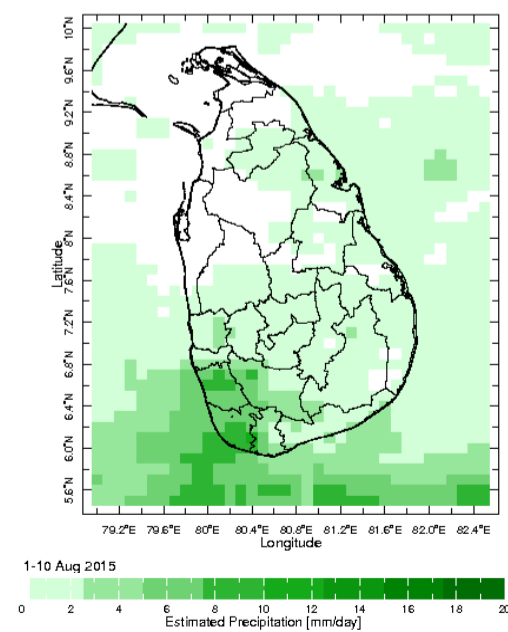 10°N
9.6°N
9.2°N
8.8°N
8.4°N
8°N
7.6°N
7.2°N
6.8°N
6.4°N
6.0°N
5.6°N
Latitude
79.2°E 79.6°E 80°E 80.4°E 80.8°E 81.2°E 81.6°E 82.0°E 82.4°E
Longitude
1-10 Aug 2015
0 2 4 6 8 10 12 14 16 18 20
Estimated Precipitation [mm/day]